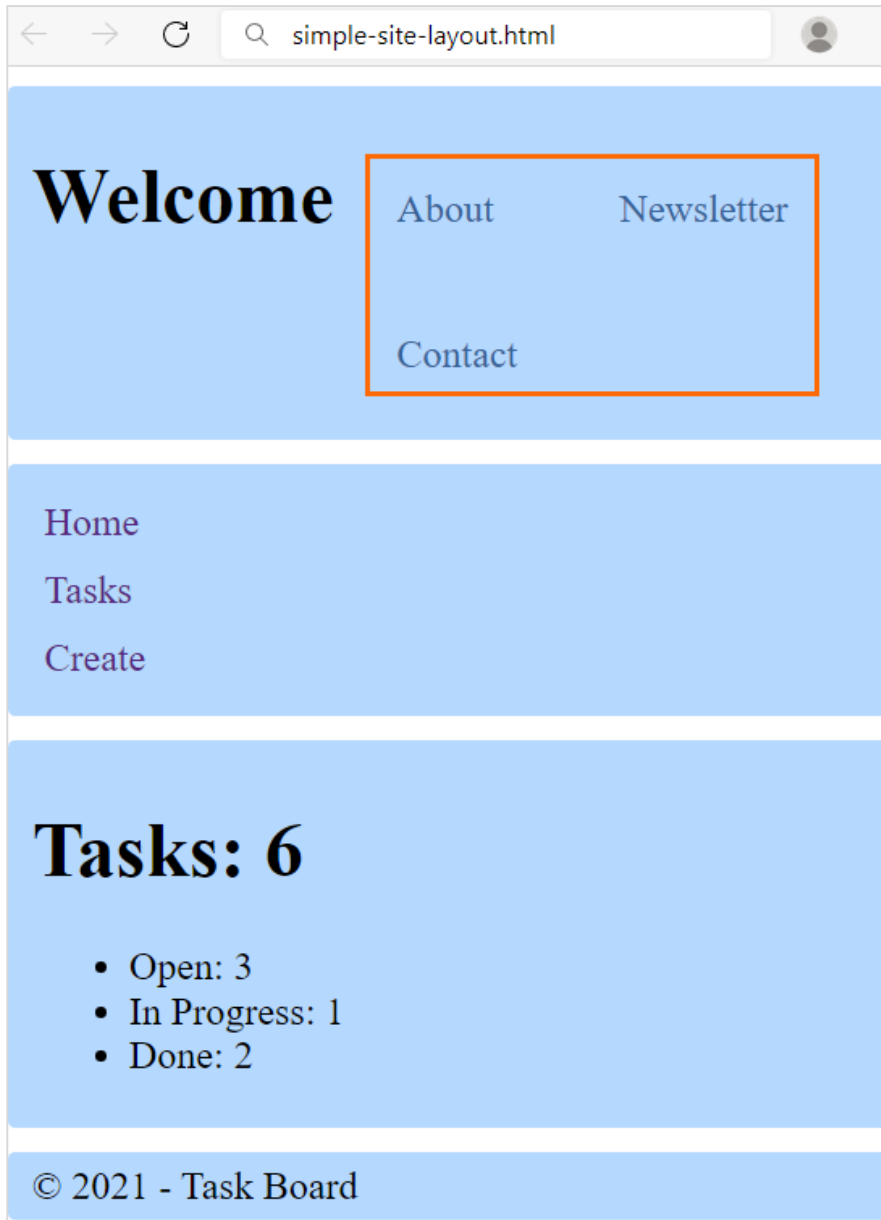 simple-site-layout.html
Welcome
About Newsletter
Contact
Home
Tasks
Create
Tasks: 6
• Open: 3
• In Progress: 1
• Done: 2
© 2021 - Task Board